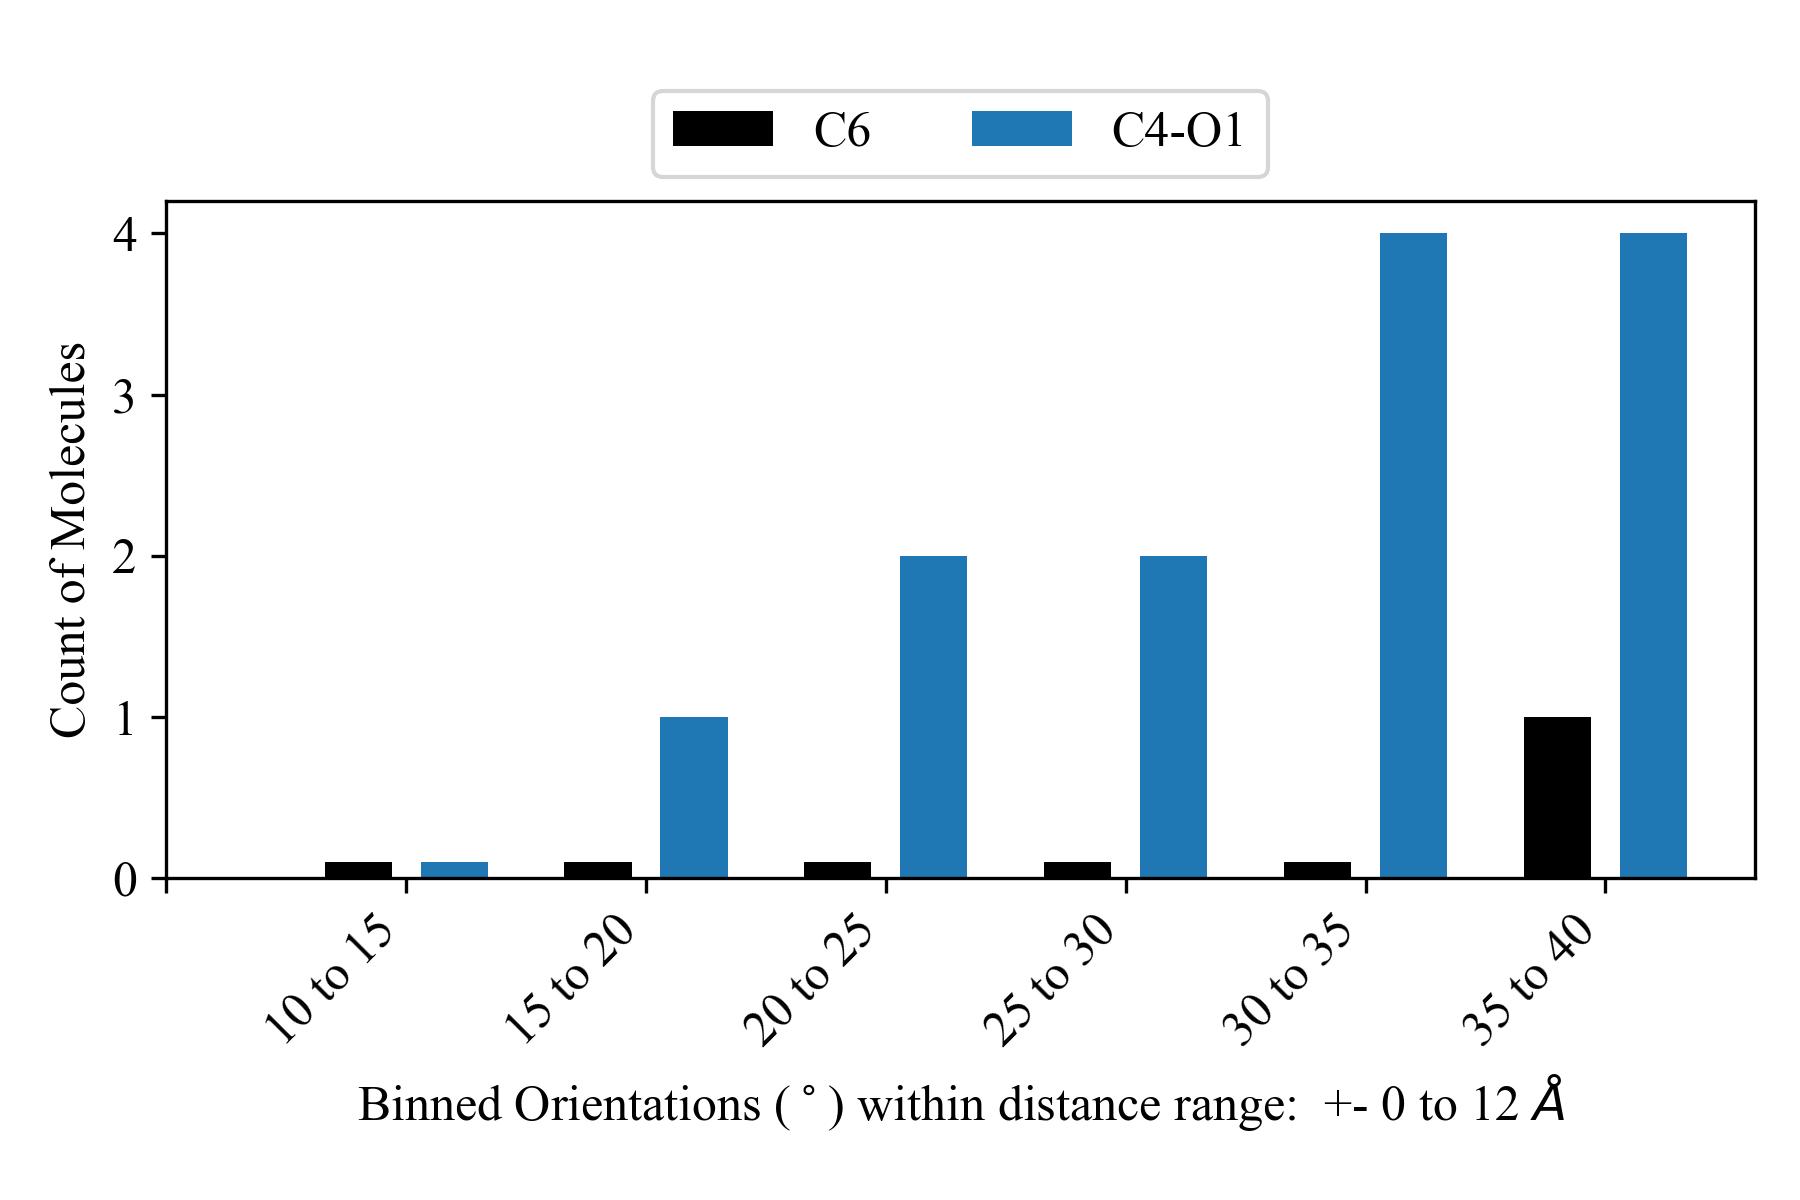 C6 C4-O1
4
3
2
1
0
Count of Molecules
10 to 15
15 to 20
20 to 25
25 to 30
30 to 35
35 to 40
Binned Orientations (°) within distance range: +- 0 to 12 Å